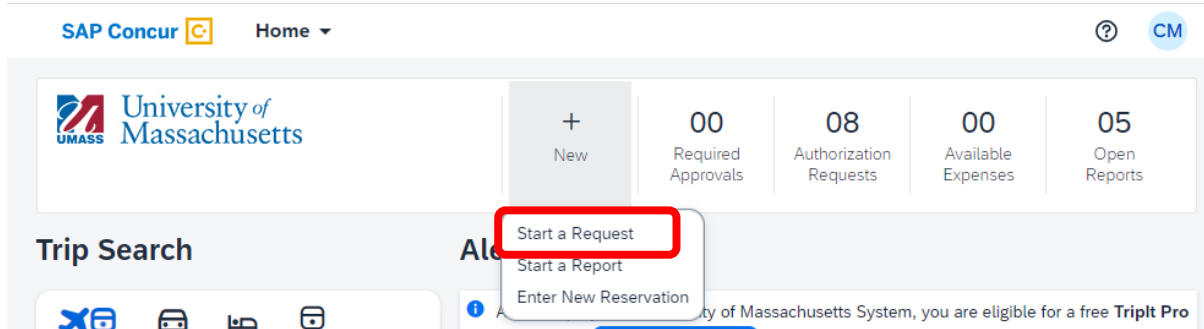 SAP Concur C Home
CM
UMASS
University of
Massachusetts
+
New
00
Required
Approvals
08
Authorization
Requests
00
Available
Expenses
05
Open
Reports
Start a Request
Start a Report
Enter New Reservation
Trip Search
Ale
A
ty of Massachusetts System, you are eligible for a free TripIt Pro